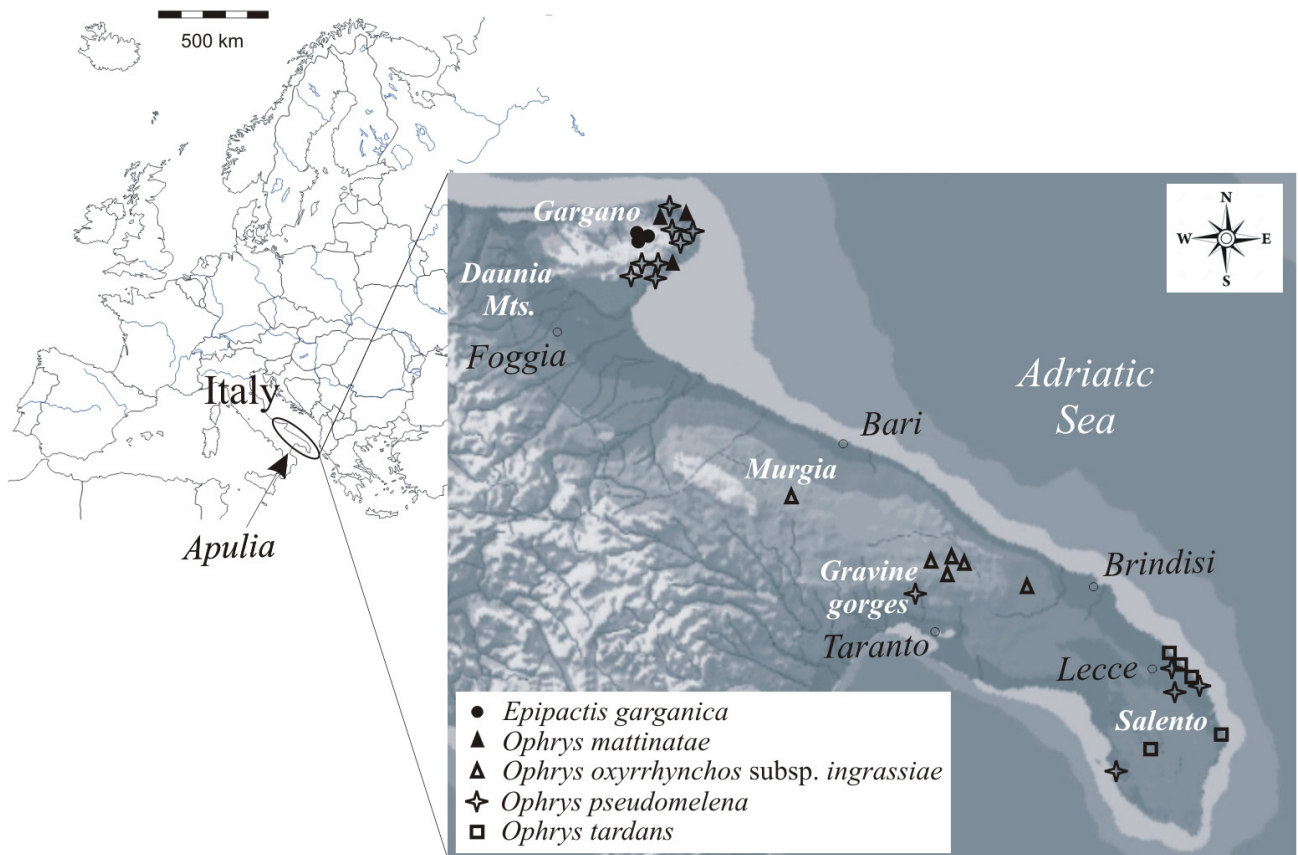 500 km
Italy
Apulia
N
W E
S
Gargano
Daunia
Mts.
Foggia
Adriatic
Sea
Bari
Murgia
Gravine
gorges
Brindisi
Taranto
Lecce
Salento
Epipactis garganica
Ophrys mattinatae
Ophrys oxyrrhynchos subsp. ingrassiae
Ophrys pseudomelena
Ophrys tardans